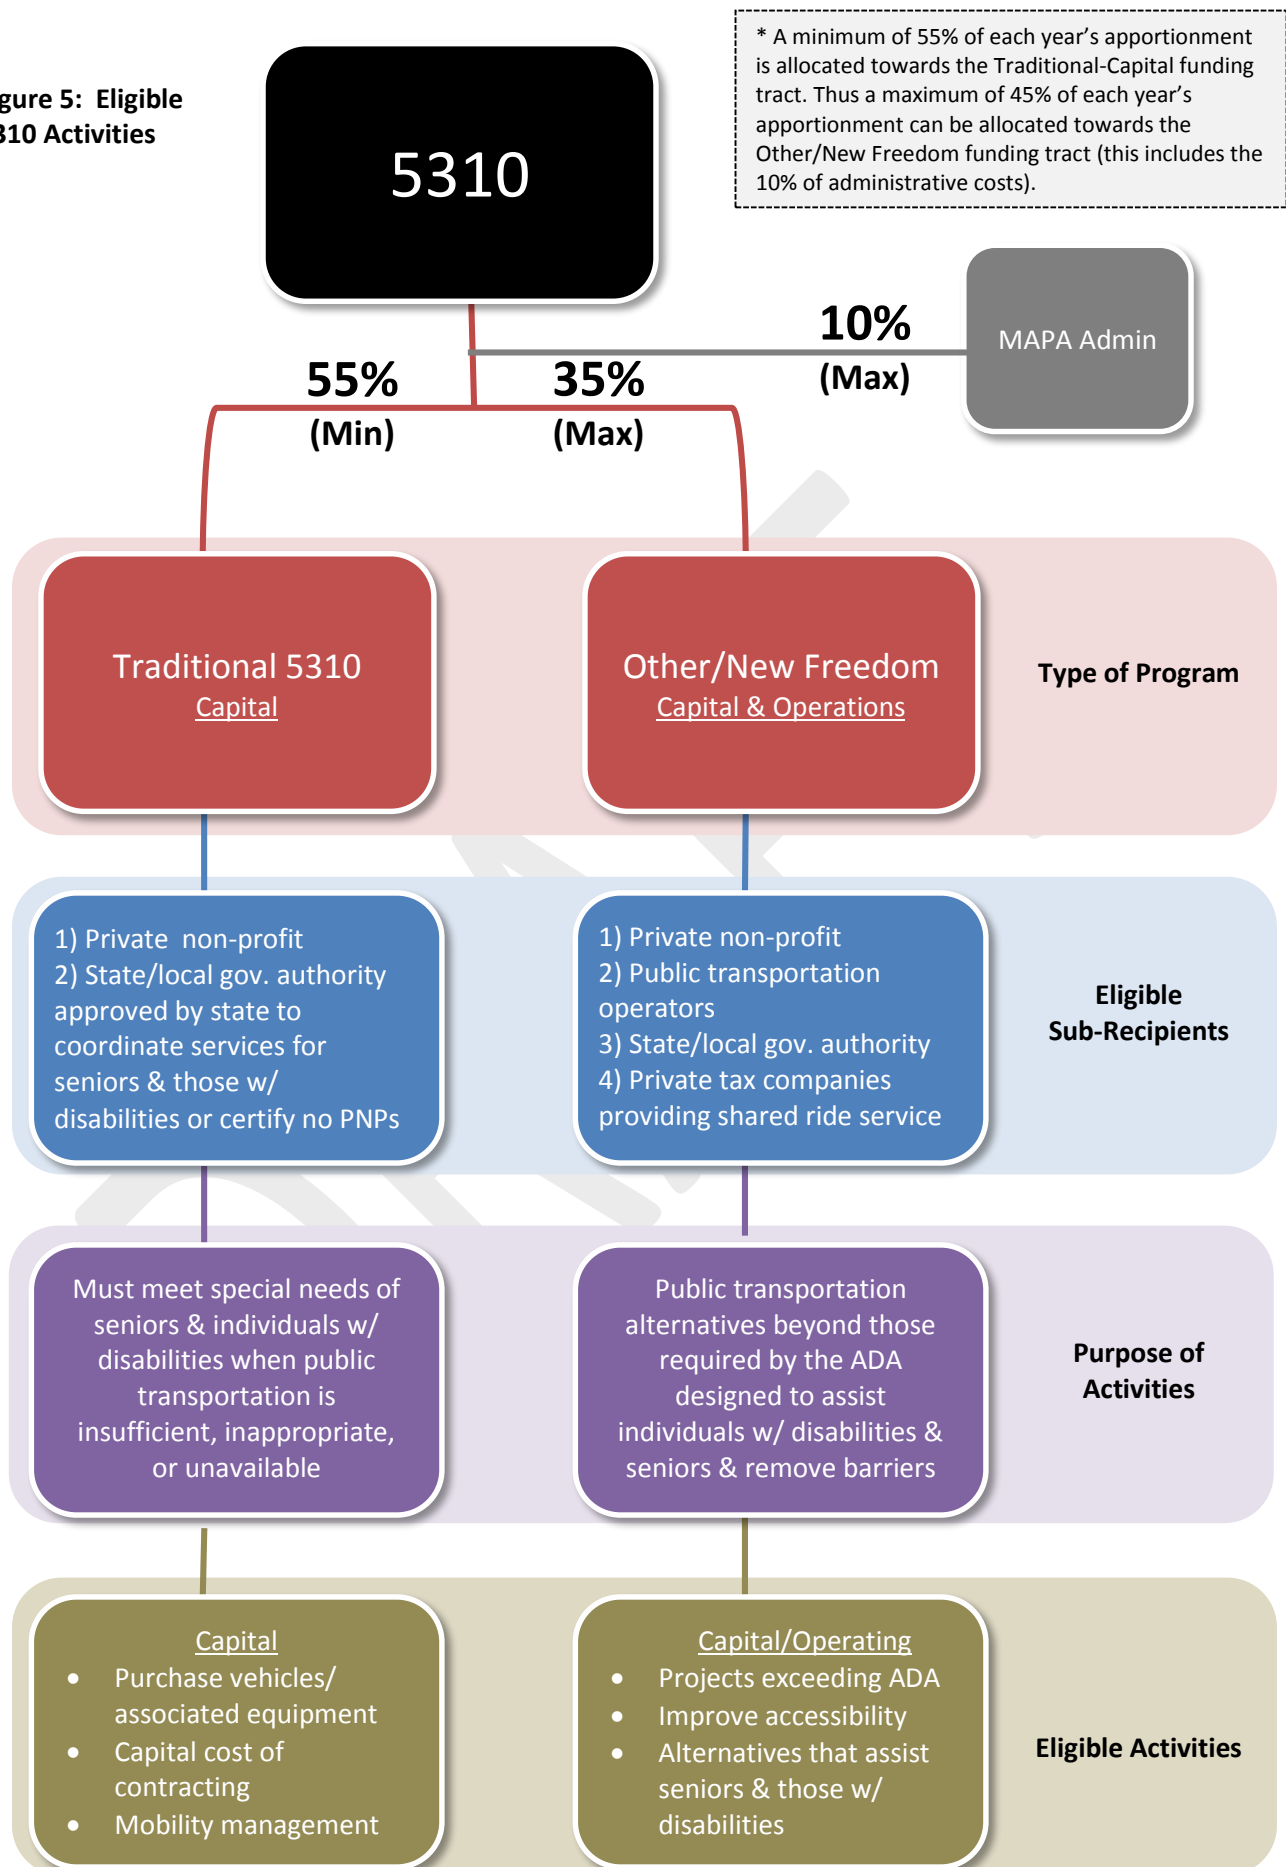 gure 5:  Eligible
310 Activities
5310
* A minimum of 55% of each year’s apportionment
is allocated towards the Traditional-Capital funding
tract. Thus a maximum of 45% of each year’s
apportionment can be allocated towards the
Other/New Freedom funding tract (this includes the
10% of administrative costs).
10%
(Max)
MAPA Admin
55%
(Min)
35%
(Max)
Traditional 5310
Capital
Other/New Freedom
Capital & Operations
Type of Program
1) Private  non-profit
2) State/local gov. authority
approved by state to
coordinate services for
seniors & those w/
disabilities or certify no PNPs
1) Private non-profit
2) Public transportation
operators
3) State/local gov. authority
4) Private tax companies
providing shared ride service
Eligible
Sub-Recipients
Must meet special needs of
seniors & individuals w/
disabilities when public
transportation is
insufficient, inappropriate,
or unavailable
Public transportation
alternatives beyond those
required by the ADA
designed to assist
individuals w/ disabilities &
seniors & remove barriers
Purpose of
Activities
Capital
• Purchase vehicles/
associated equipment
• Capital cost of
contracting
• Mobility management
Capital/Operating
• Projects exceeding ADA
• Improve accessibility
• Alternatives that assist
seniors & those w/
disabilities
Eligible Activities
DRAFT